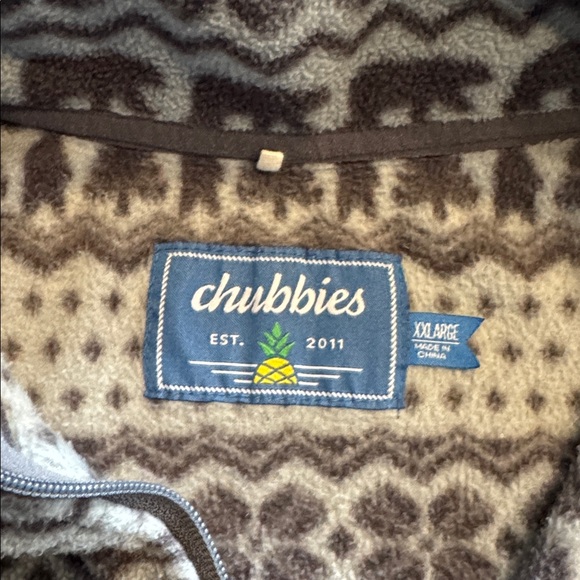 chubbies
EST. 2011
XXLARGE
MADE IN
CHINA